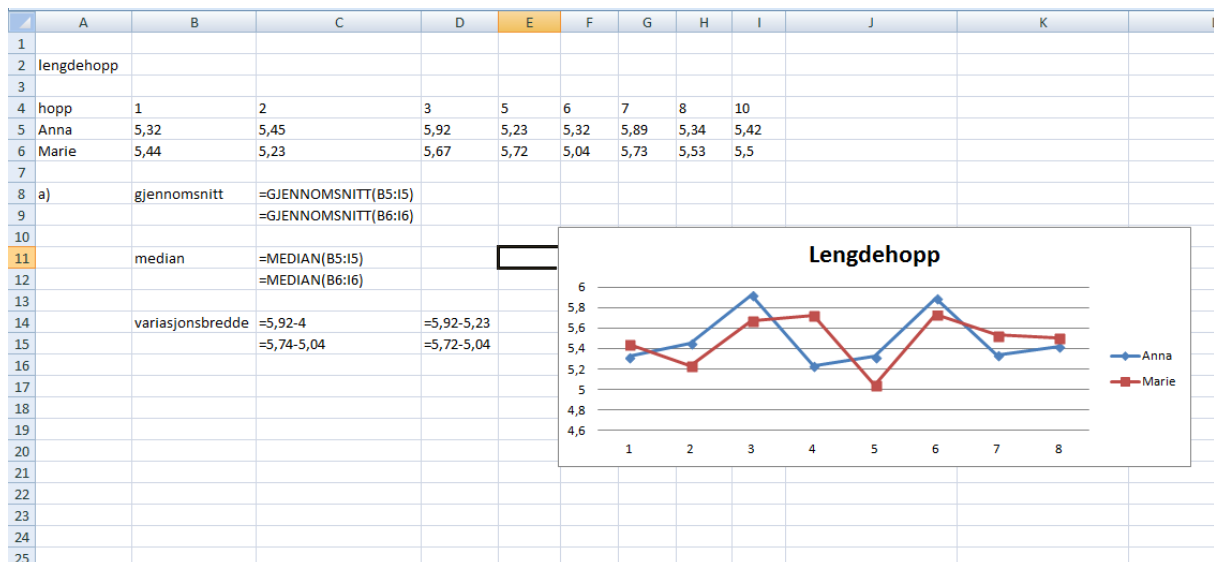 A B C D E F G H I J K
1
2 lengdehopp
3
4 hopp 1 2 3 5 6 7 8 10
5 Anna 5,32 5,45 5,92 5,23 5,32 5,89 5,34 5,42
6 Marie 5,44 5,23 5,67 5,72 5,04 5,73 5,53 5,5
7
8 a) gjennomsnitt =GJENNOMSNITT(B5:I5)
9 =GJENNOMSNITT(B6:I6)
10
11 median =MEDIAN(B5:I5)
12 =MEDIAN(B6:I6)
13
14 variasjonsbredde =5,92-4 =5,92-5,23
15 =5,74-5,04 =5,72-5,04
16
17
18
19
20
21
22
23
24
25
Lengdehopp
6
5,8
5,6
5,4
5,2
5
4,8
4,6
1 2 3 4 5 6 7 8
Anna
Marie